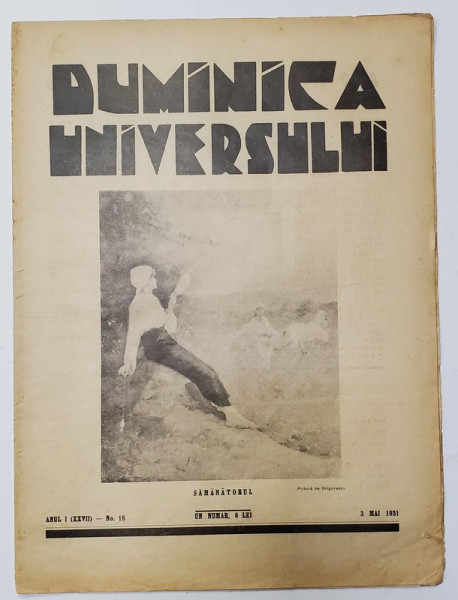 DUMINICA
UNIVERSULUI
SĂMĂNĂTORUL
Pictură de Grigorescu
ANUL I (XXVII) — No. 18
UN NUMAR, 6 LEI
3 MAI 1931